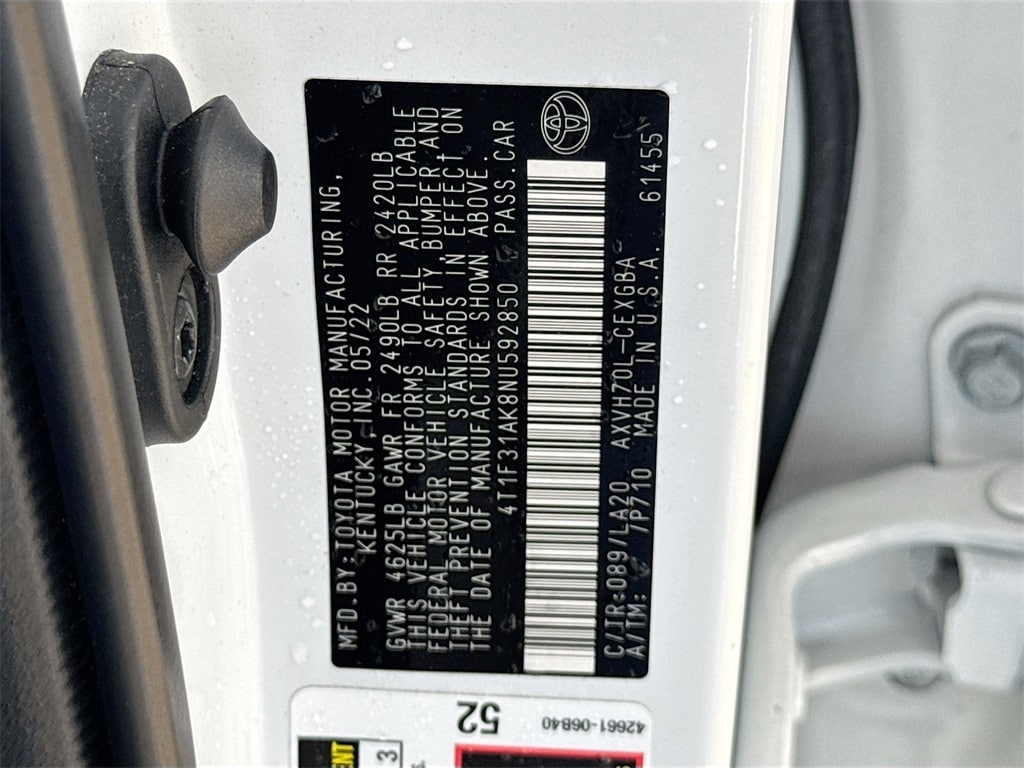 MFD.BY:TOYOTA MOTOR MANUFACTURING,
KENTUCKY,INC. 05/22
GVWR 4625LB GAWR FR 2490LB RR 2420LB
THIS VEHICLE CONFORMS TO ALL APPLICABLE
FEDERAL MOTOR VEHICLE SAFETY,BUMPER,AND
THEFT PREVENTION STANDARDS IN EFFECT ON
THE DATE OF MANUFACTURE SHOWN ABOVE.
4T1F31AK8NU592850 PASS.CAR
C/TR:089/LA20 AXVH70L-CEXGBA
A/TM: /P710 MADE IN U.S.A. 61455
52
42661-06B40
3